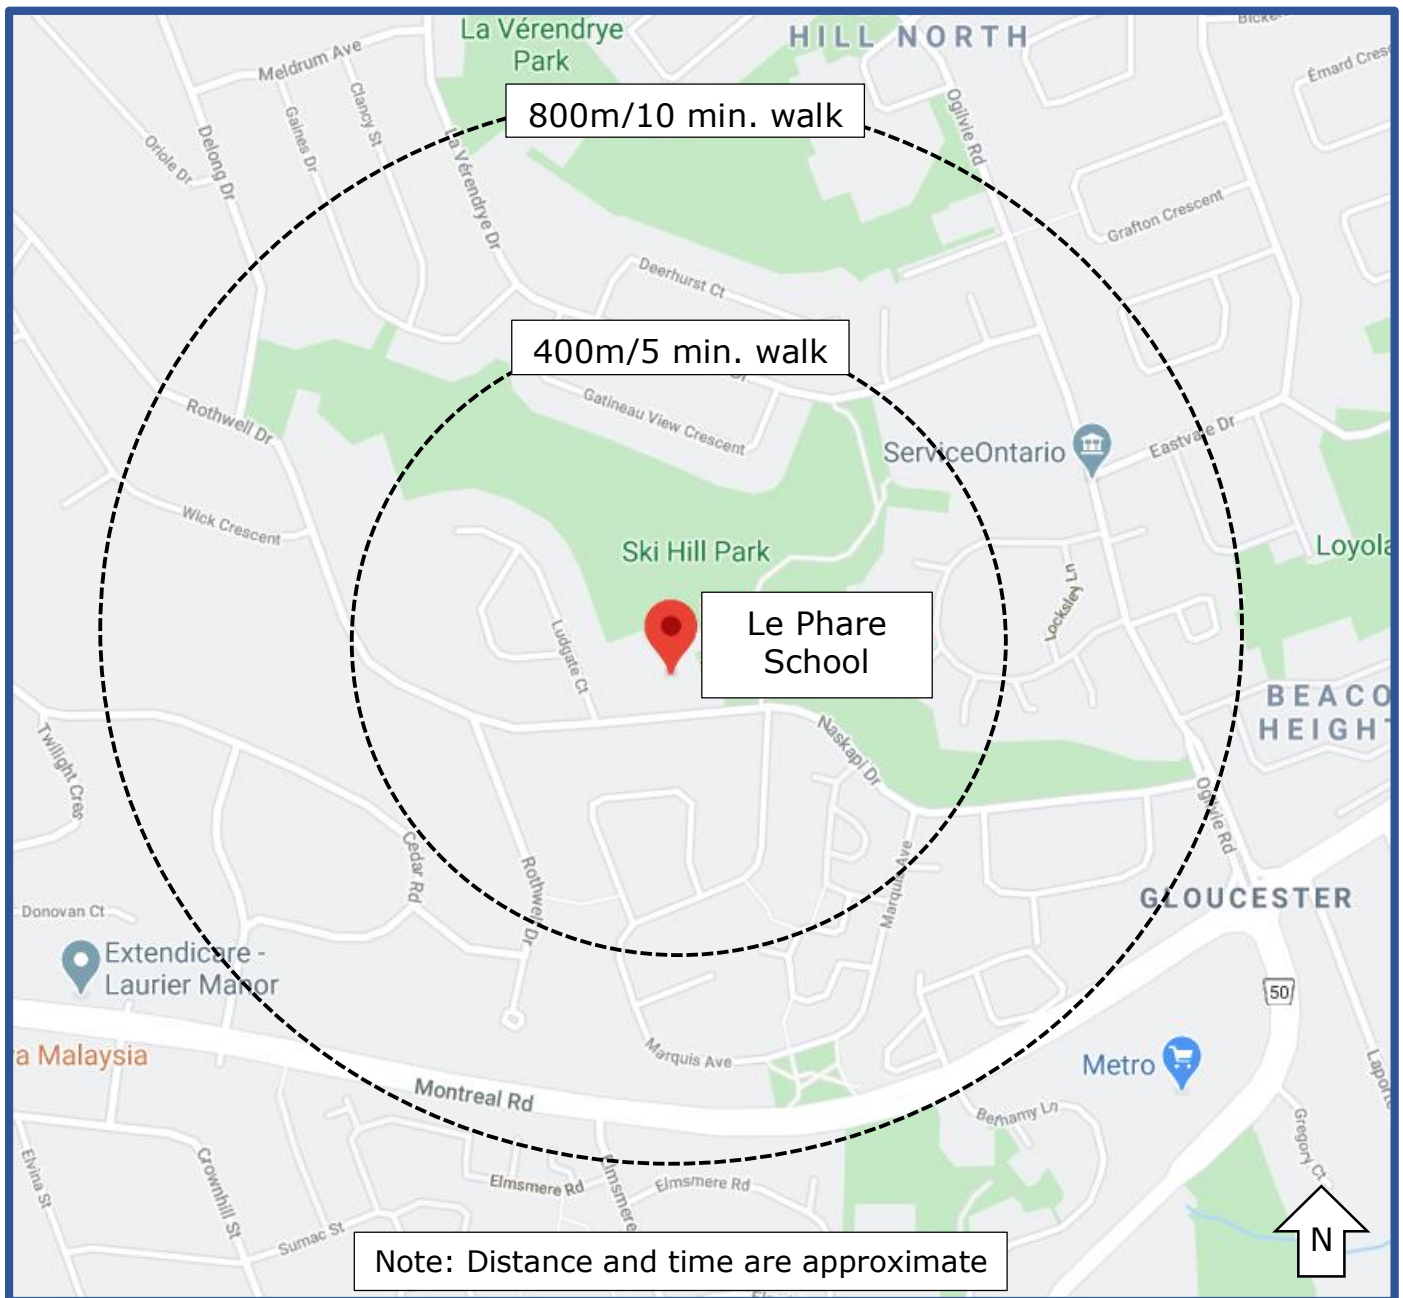 La Vérendrye
Park
HILL NORTH
Meldrum Ave
Émard Cres
800m/10 min. walk
Clancy St
Gaines Dr
Ogilvie Rd
Oriole Dr
Delong Dr
La Vérendrye Dr
Grafton Crescent
Deerhurst Ct
400m/5 min. walk
Rothwell Dr
Gatineau View Crescent
ServiceOntario
Eastvale Dr
Wick Crescent
Ski Hill Park
Loyola
Locksley Ln
Le Phare
School
Ludgate Ct
BEACO
HEIGHT
Twilight Cres
Naskapi Dr
Ogilvie Rd
Cedar Rd
Rothwell Dr
Marquis Ave
GLOUCESTER
Donovan Ct
Extendicare -
Laurier Manor
50
a Malaysia
Marquis Ave
Metro
Montreal Rd
Laporte
Bethamy Ln
Gregory Ct
Elvina St
Crownhill St
Elmsmere Rd
Elmsmere Rd
Elmsmere
Sumac St
Note: Distance and time are approximate
N